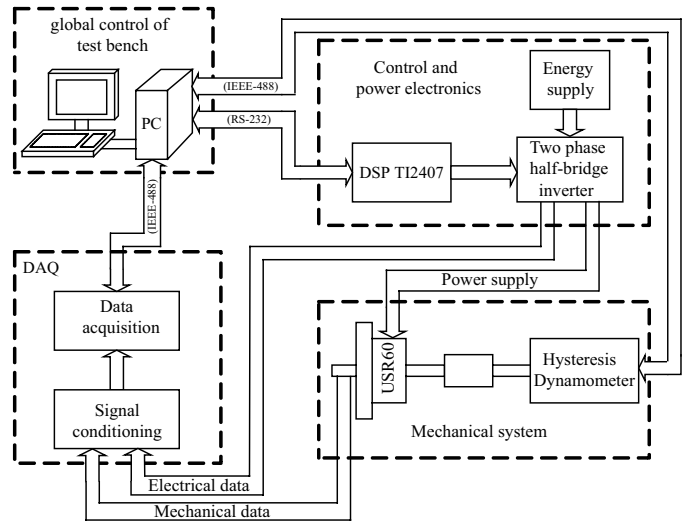 global control of
test bench
PC
(IEEE-488)
(RS-232)
(IEEE-488)
Control and
power electronics
Energy
supply
DSP TI2407
Two phase
half-bridge
inverter
DAQ
Data
acquisition
Signal
conditioning
Power supply
USR60
Hysteresis
Dynamometer
Mechanical system
Electrical data
Mechanical data